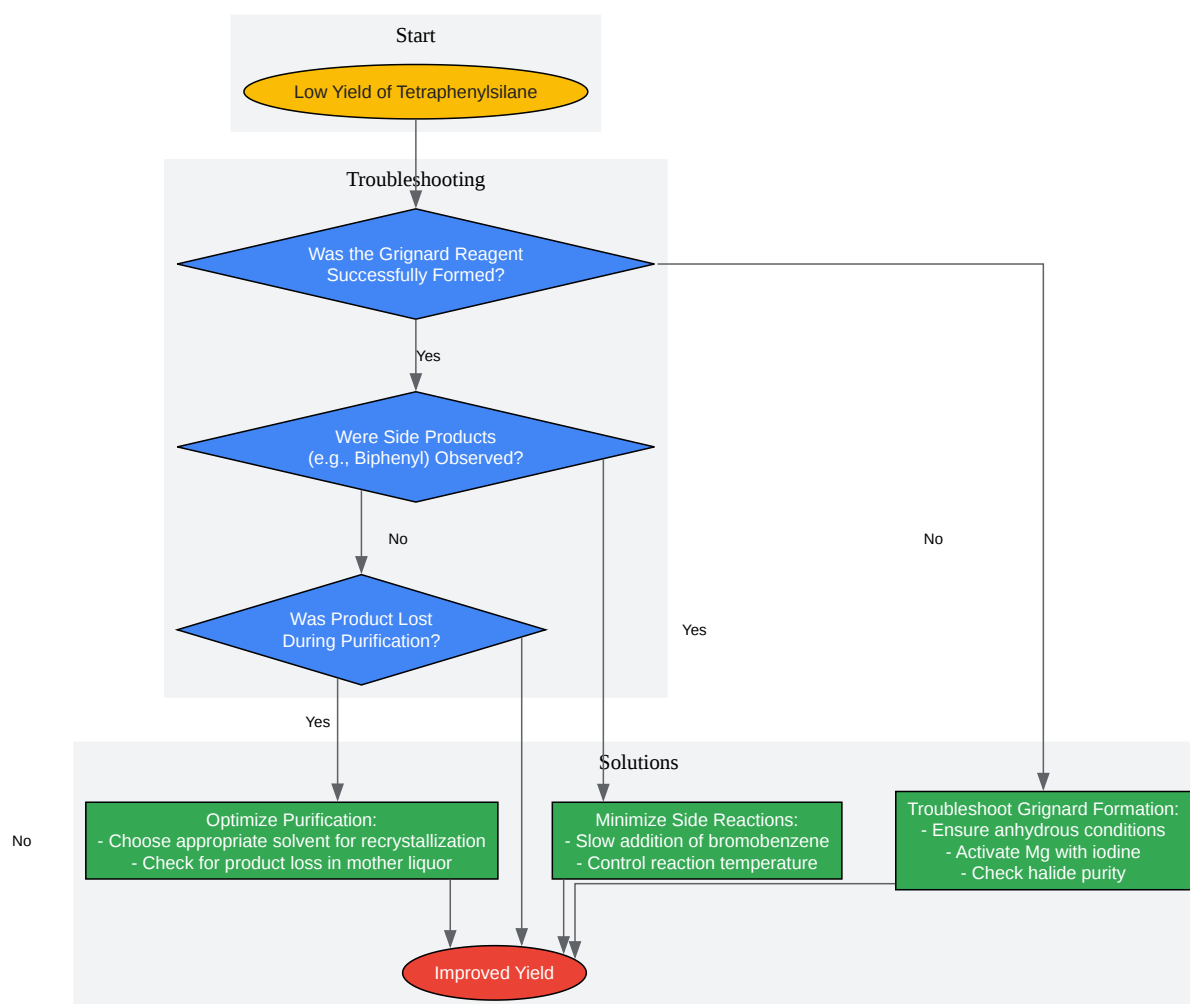 Start
Low Yield of Tetraphenylsilane
Troubleshooting
Was the Grignard Reagent
Successfully Formed?
Yes
Were Side Products
(e.g., Biphenyl) Observed?
No
No
Was Product Lost
During Purification?
Yes
Yes
Solutions
Optimize Purification:
- Choose appropriate solvent for recrystallization
- Check for product loss in mother liquor
Minimize Side Reactions:
- Slow addition of bromobenzene
- Control reaction temperature
Troubleshoot Grignard Formation:
- Ensure anhydrous conditions
- Activate Mg with iodine
- Check halide purity
No
Improved Yield